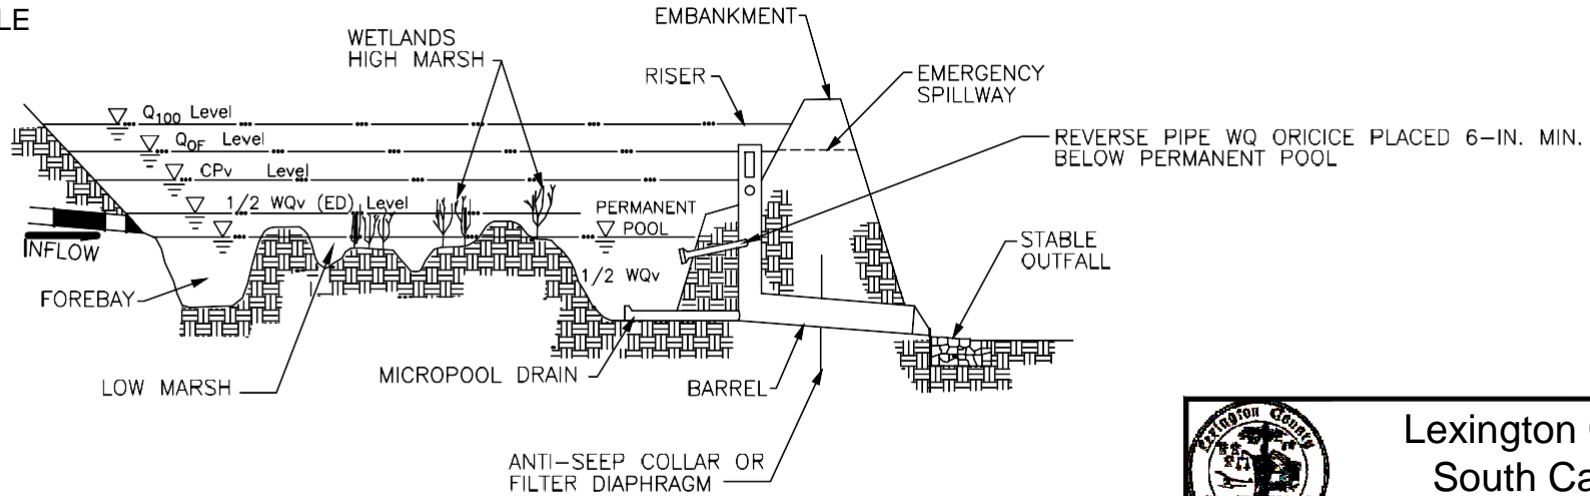 LE
EMBANKMENT
WETLANDS
HIGH MARSH
RISER
EMERGENCY
SPILLWAY
Q100 Level
QOF Level
REVERSE PIPE WQ ORICICE PLACED 6-IN. MIN.
BELOW PERMANENT POOL
CPv Level
1/2 WQv (ED) Level
PERMANENT
POOL
INFLOW
STABLE
OUTFALL
1/2 WQv
FOREBAY
LOW MARSH
MICROPOOL DRAIN
BARREL
ANTI-SEEP COLLAR OR
FILTER DIAPHRAGM
Lexington County
Lexington
South Ca